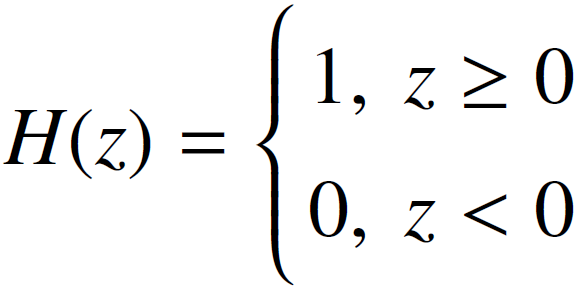 H(z) = { 1, z ≥ 0
0, z < 0